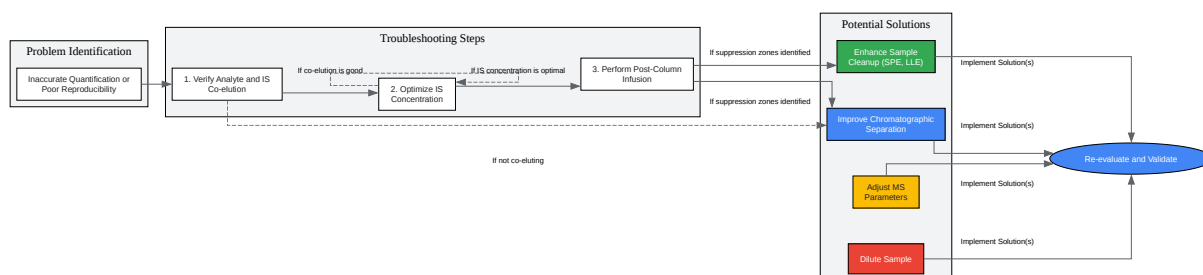 Problem Identification
Inaccurate Quantification or
Poor Reproducibility
Troubleshooting Steps
1. Verify Analyte and IS
Co-elution
If co-elution is good
2. Optimize IS
Concentration
If IS concentration is optimal
3. Perform Post-Column
Infusion
If suppression zones identified
If suppression zones identified
If not co-eluting
Potential Solutions
Enhance Sample
Cleanup (SPE, LLE)
Improve Chromatographic
Separation
Adjust MS
Parameters
Dilute Sample
Implement Solution(s)
Implement Solution(s)
Implement Solution(s)
Implement Solution(s)
Re-evaluate and Validate